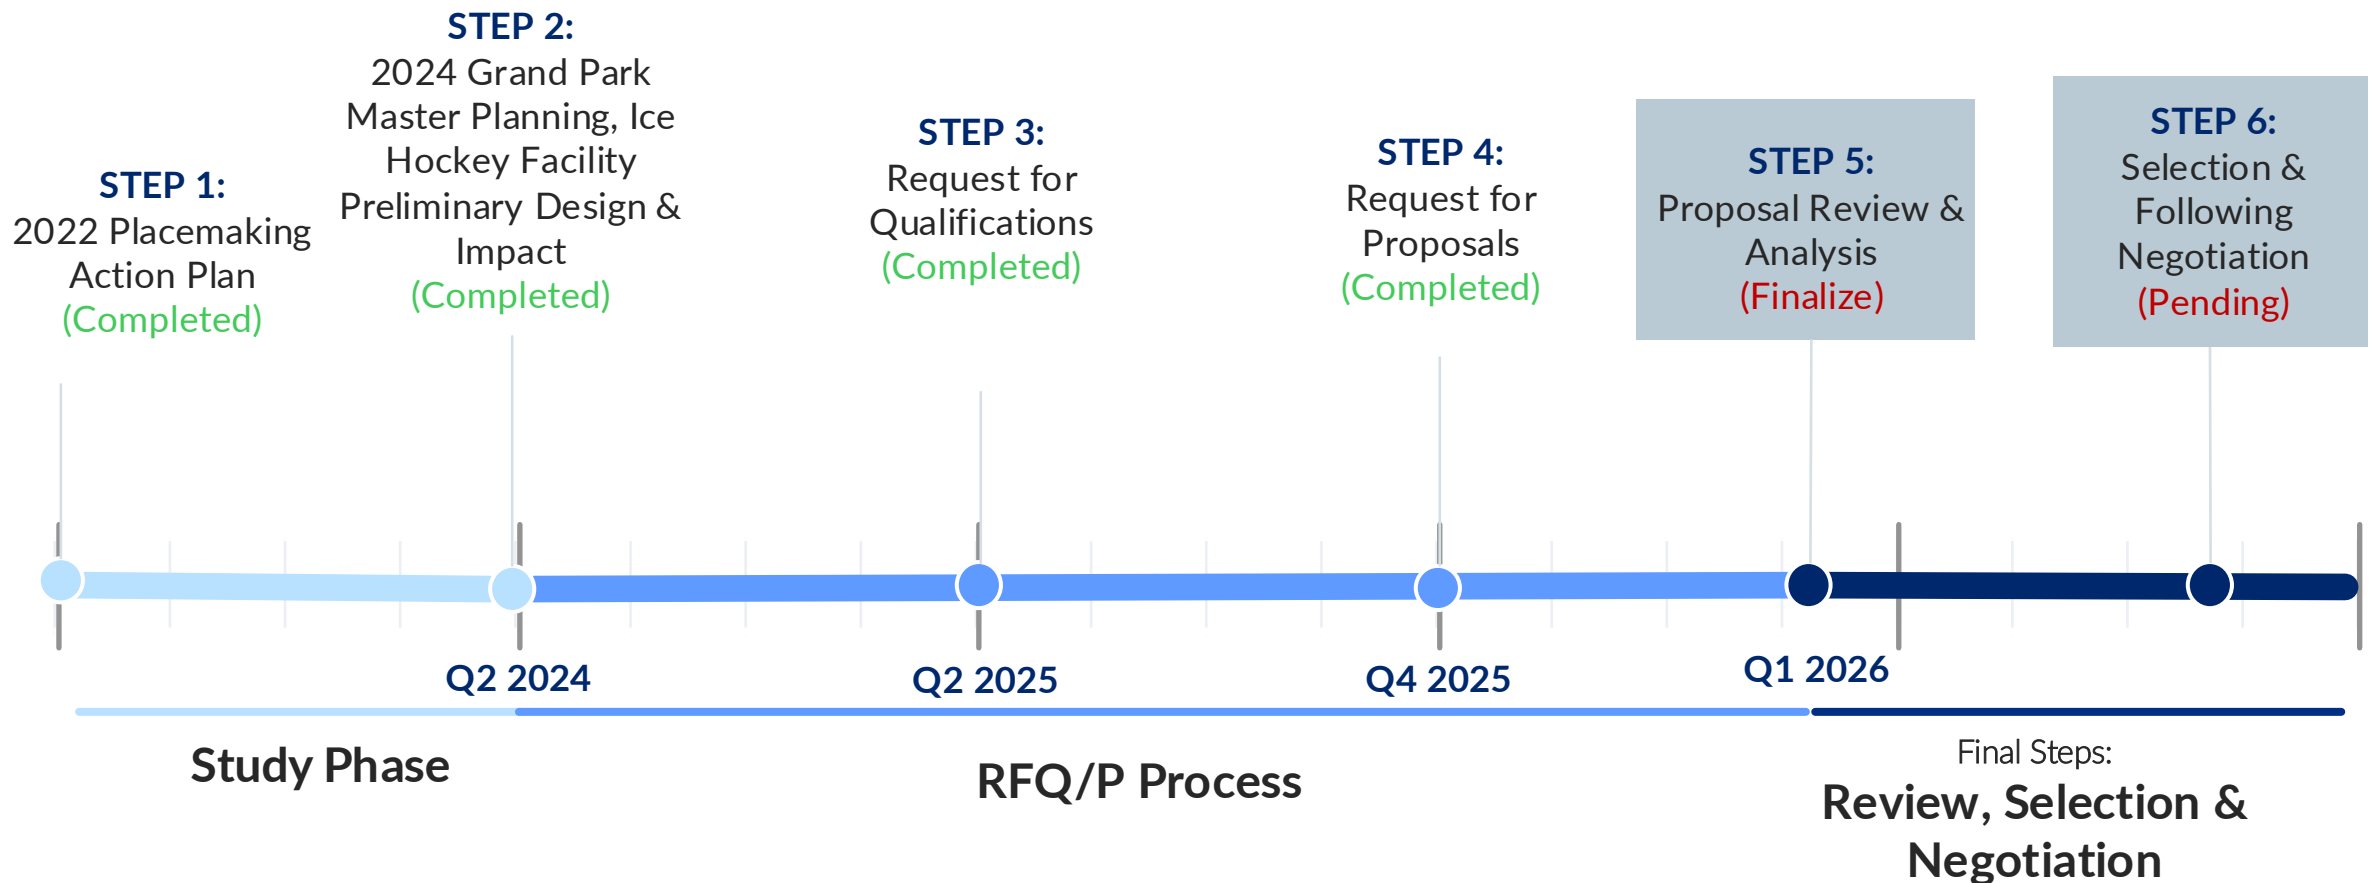 STEP 1:
2022 Placemaking
Action Plan
(Completed)
STEP 2:
2024 Grand Park
Master Planning, Ice
Hockey Facility
Preliminary Design &
Impact
(Completed)
STEP 3:
Request for
Qualifications
(Completed)
STEP 4:
Request for
Proposals
(Completed)
STEP 5:
Proposal Review &
Analysis
(Finalize)
STEP 6:
Selection &
Following
Negotiation
(Pending)
Q2 2024
Q2 2025
Q4 2025
Q1 2026
Study Phase
RFQ/P Process
Final Steps:
Review, Selection &
Negotiation